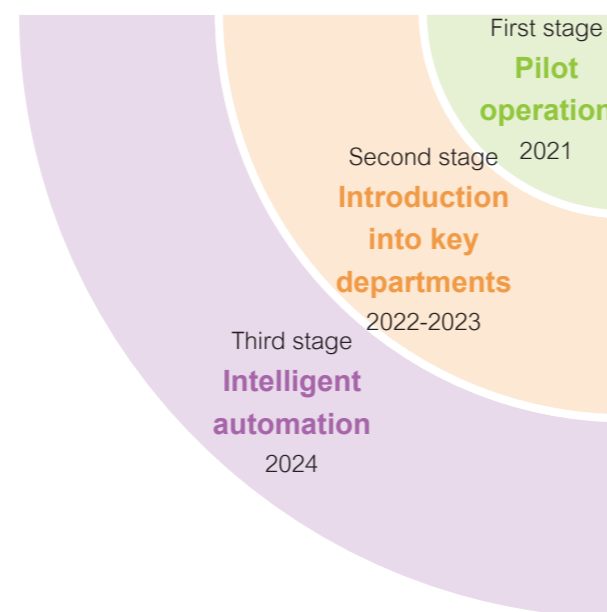 First stage
Pilot
operation
2021
Second stage
Introduction
into key
departments
2022-2023
Third stage
Intelligent
automation
2024